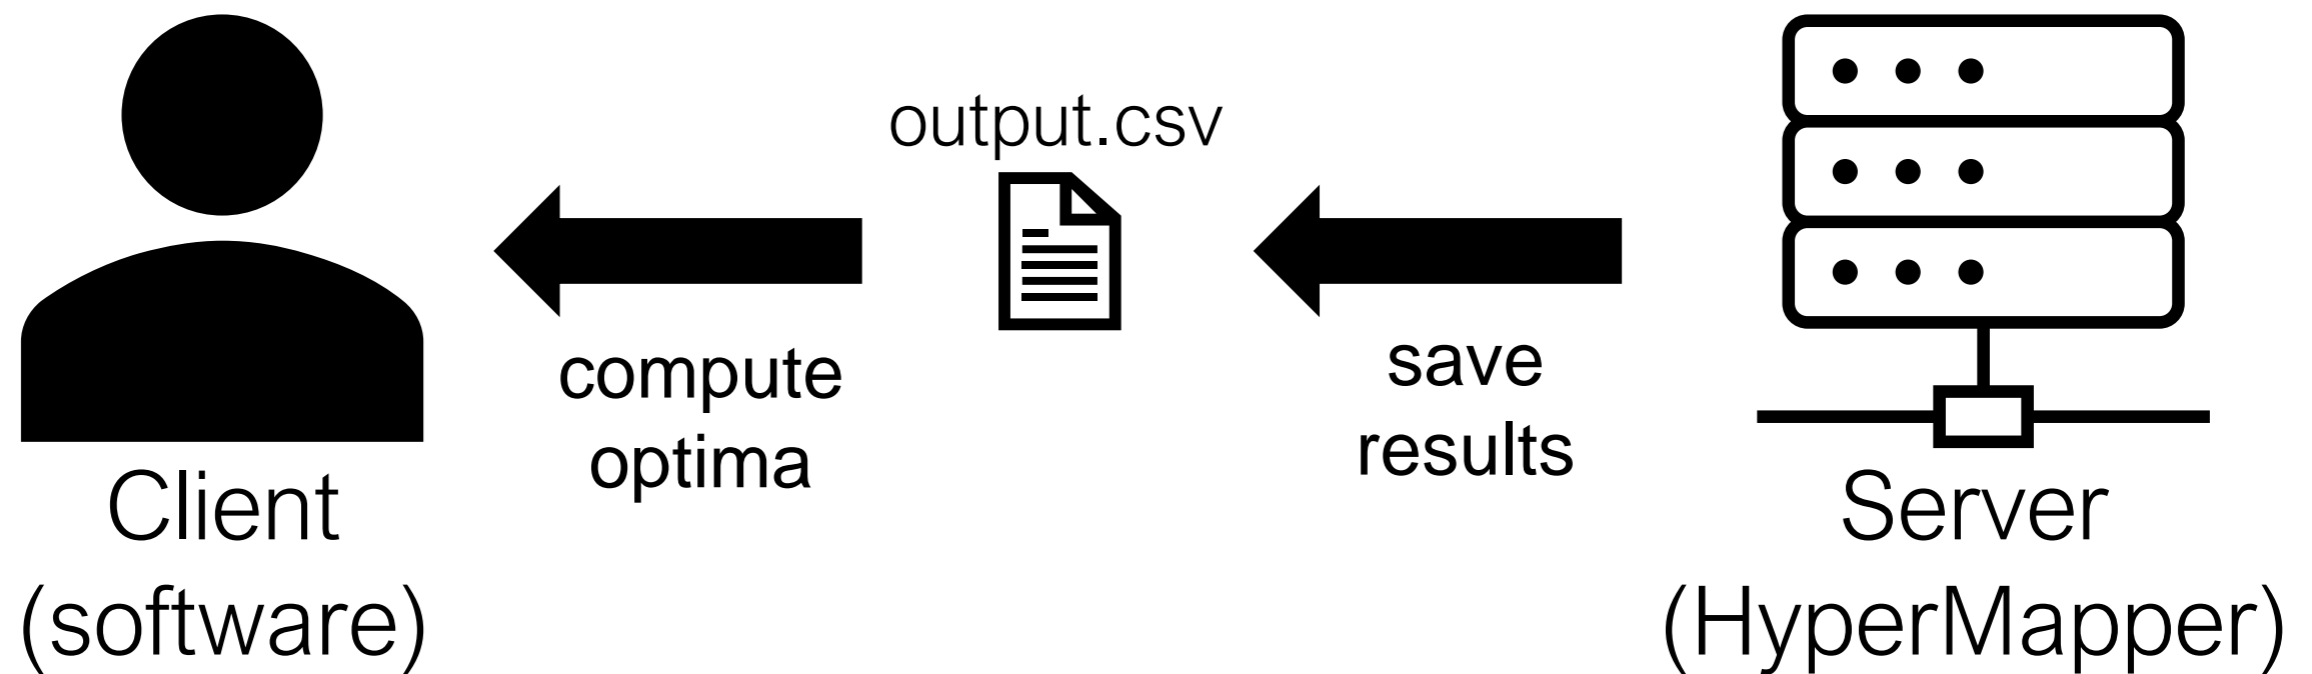 output.csv
compute
optima
save
results
Client
(software)
Server
(HyperMapper)